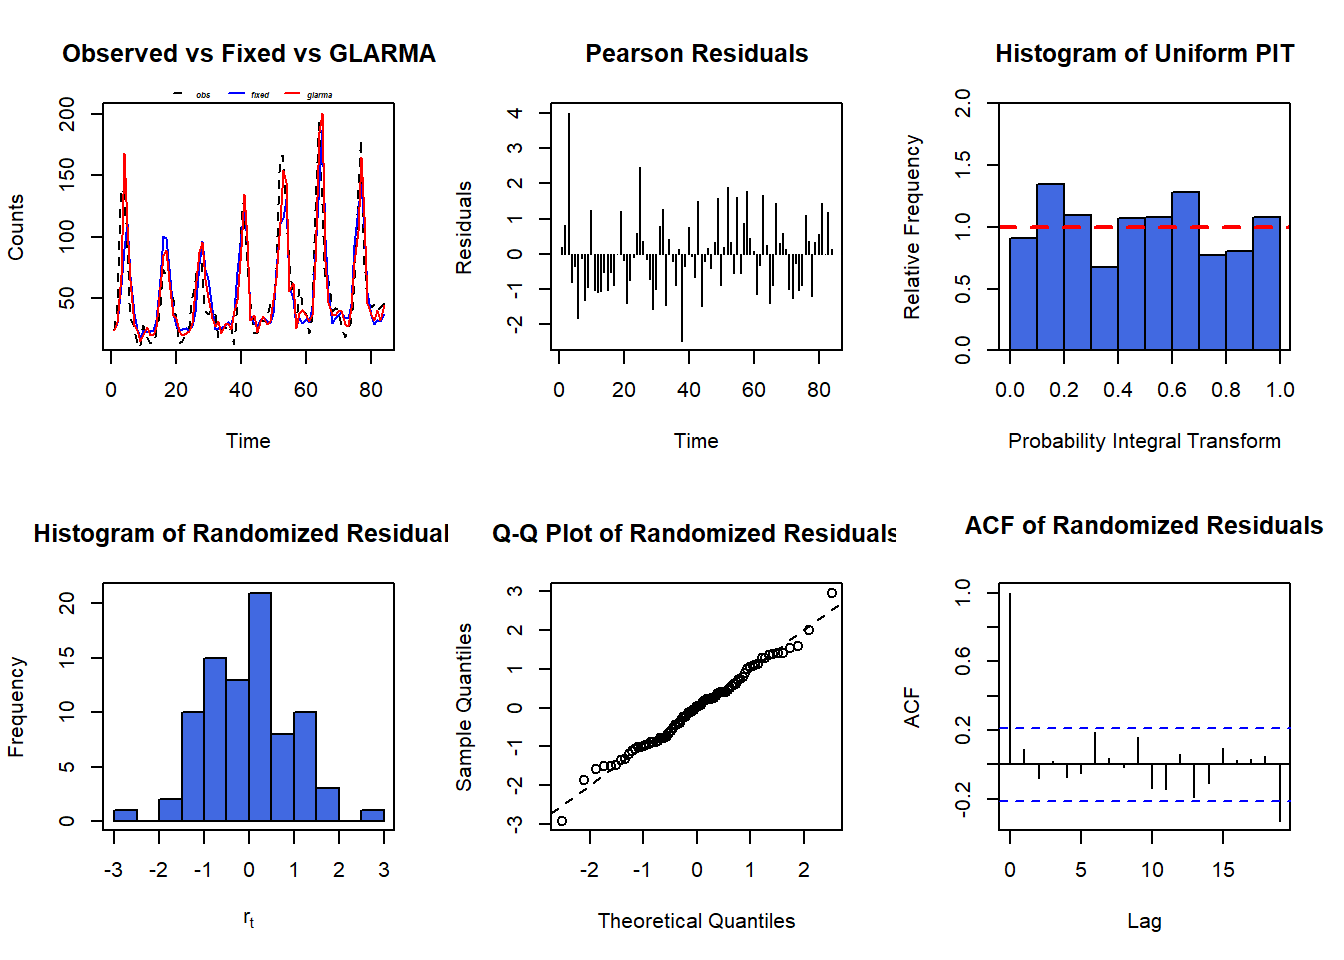 Observed vs Fixed vs GLARMA
obs fixed glarma
Counts
50 100 150 200
0 20 40 60 80
Time
Pearson Residuals
Residuals
-2 -1 0 1 2 3 4
0 20 40 60 80
Time
Histogram of Uniform PIT
Relative Frequency
0.0 0.5 1.0 1.5 2.0
0.0 0.2 0.4 0.6 0.8 1.0
Probability Integral Transform
Histogram of Randomized Residual
Frequency
0 5 10 15 20
-3 -2 -1 0 1 2 3
rt
Q-Q Plot of Randomized Residuals
Sample Quantiles
-3 -2 -1 0 1 2 3
-2 -1 0 1 2
Theoretical Quantiles
ACF of Randomized Residuals
ACF
-0.2 0.2 0.6 1.0
0 5 10 15
Lag